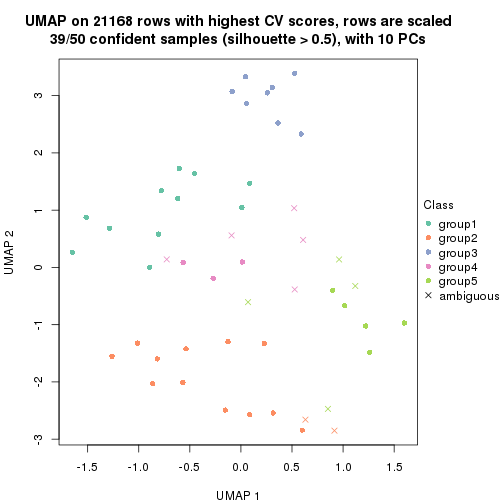 UMAP on 21168 rows with highest CV scores, rows are scaled
39/50 confident samples (silhouette > 0.5), with 10 PCs
3
2
1
0
-1
-2
-3
UMAP 2
-1.5 -1.0 -0.5 0.0 0.5 1.0 1.5
UMAP 1
Class
group1
group2
group3
group4
group5
ambiguous